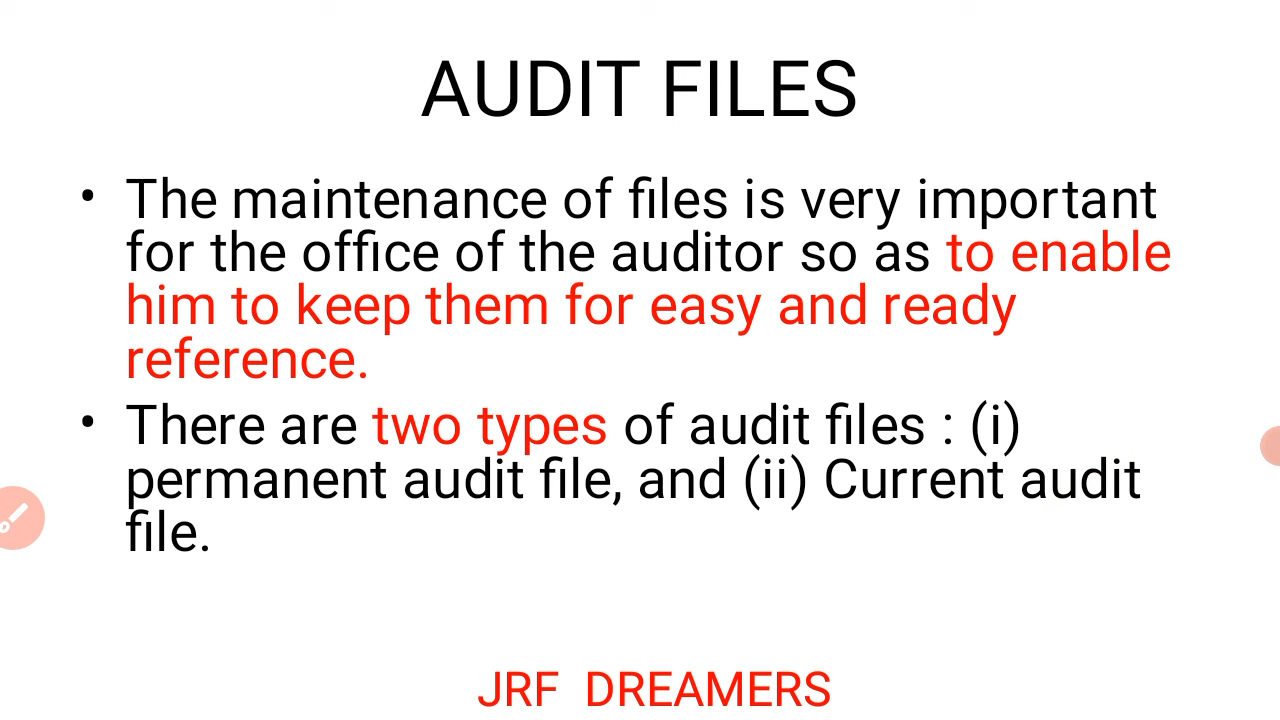 AUDIT FILES
• The maintenance of files is very important
for the office of the auditor so as to enable
him to keep them for easy and ready
reference.
• There are two types of audit files : (i)
permanent audit file, and (ii) Current audit
file.
JRF DREAMERS